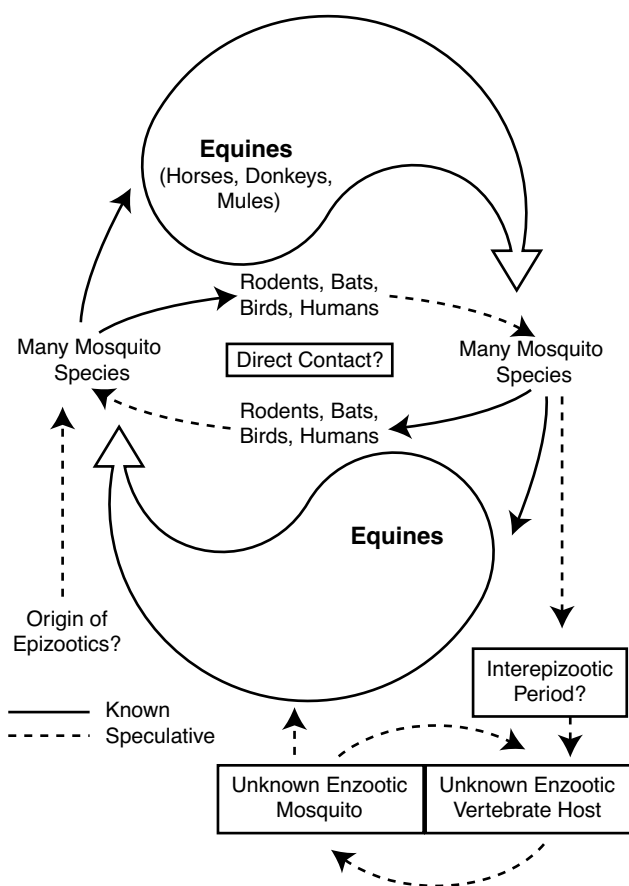 Equines
(Horses, Donkeys,
Mules)
Rodents, Bats,
Birds, Humans
Many Mosquito
Species
Direct Contact?
Many Mosquito
Species
Rodents, Bats,
Birds, Humans
Equines
Origin of
Epizootics?
Interepizootic
Period?
Known
Speculative
Unknown Enzootic
Mosquito
Unknown Enzootic
Vertebrate Host